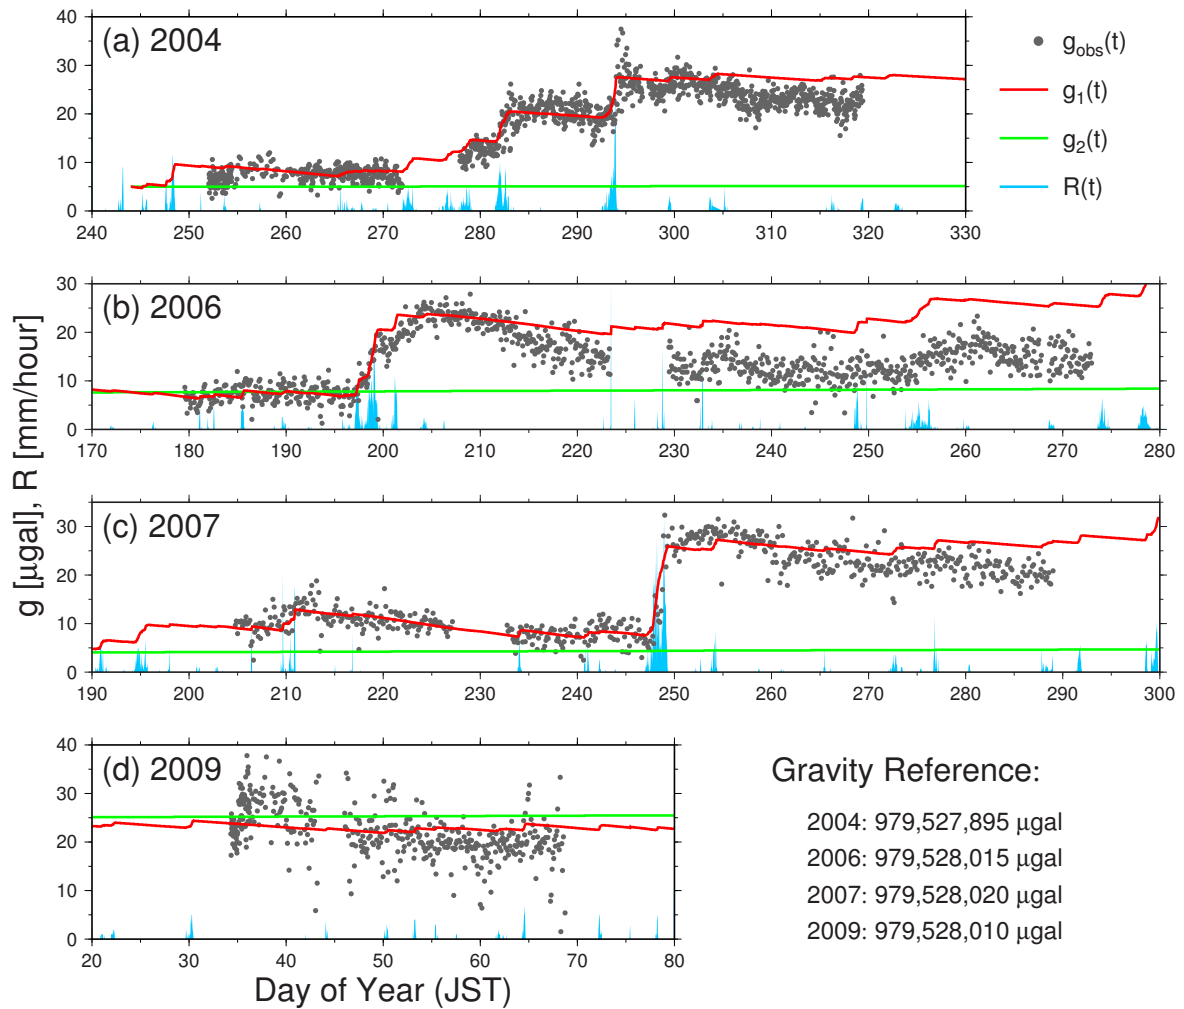 (a) 2004
40
30
20
10
0
240 250 260 270 280 290 300 310 320 330
g_obs(t)
g_1(t)
g_2(t)
R(t)
g [μgal], R [mm/hour]
(b) 2006
30
20
10
0
170 180 190 200 210 220 230 240 250 260 270 280
(c) 2007
30
20
10
0
190 200 210 220 230 240 250 260 270 280 290 300
(d) 2009
40
30
20
10
0
20 30 40 50 60 70 80
Day of Year (JST)
Gravity Reference:
2004: 979,527,895 μgal
2006: 979,528,015 μgal
2007: 979,528,020 μgal
2009: 979,528,010 μgal